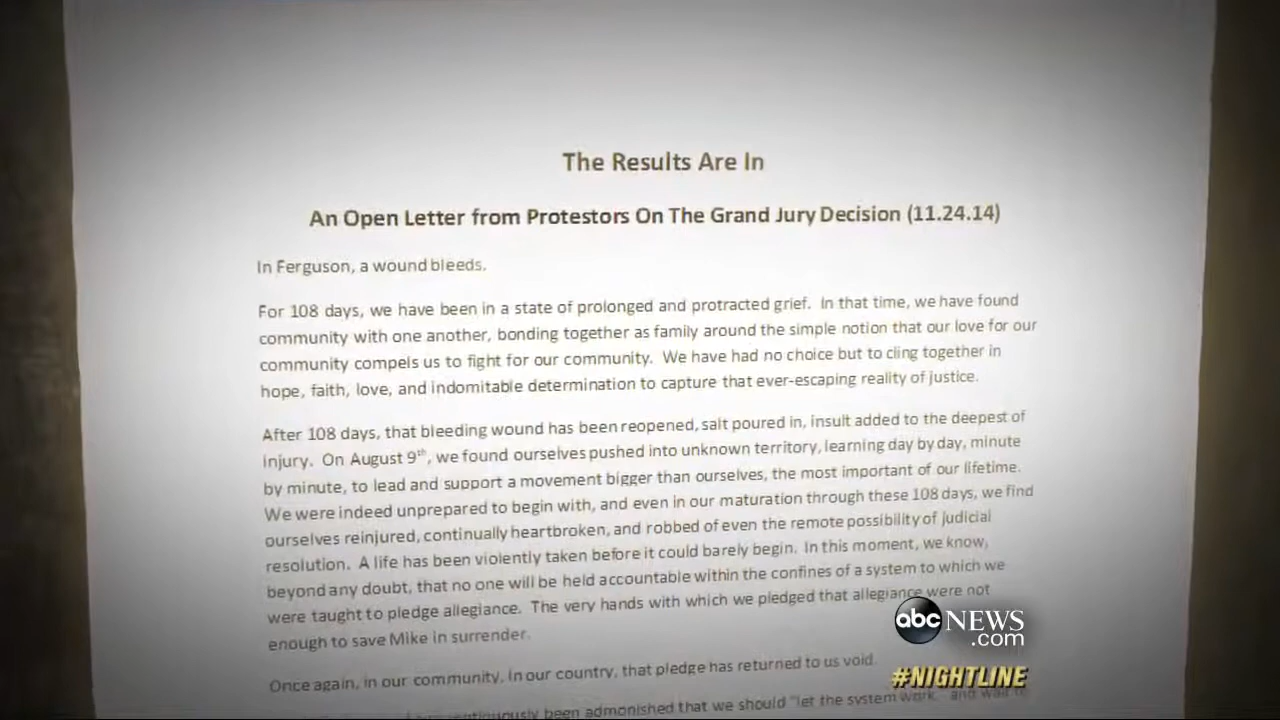 The Results Are In
An Open Letter from Protestors On The Grand Jury Decision (11.24.14)
In Ferguson, a wound bleeds.
For 108 days, we have been in a state of prolonged and protracted grief. In that time, we have found
community with one another, bonding together as family around the simple notion that our love for our
community compels us to fight for our community. We have had no choice but to cling together in
hope, faith, love, and indomitable determination to capture that ever-escaping reality of justice.
After 108 days, that bleeding wound has been reopened, salt poured in, insult added to the deepest of
injury. On August 9th, we found ourselves pushed into unknown territory, learning day by day, minute
by minute, to lead and support a movement bigger than ourselves, the most important of our lifetime.
We were indeed unprepared to begin with, and even in our maturation through these 108 days, we find
ourselves reinjured, continually heartbroken, and robbed of even the remote possibility of judicial
resolution. A life has been violently taken before it could barely begin. In this moment, we know,
beyond any doubt, that no one will be held accountable within the confines of a system to which we
were taught to pledge allegiance. The very hands with which we pledged that allegiance were not
enough to save Mike in surrender.
Once again, in our community, in our country, that pledge has returned to us void.
been admonished that we should "let the system work," and wait
abc NEWS
.com
#NIGHTLINE